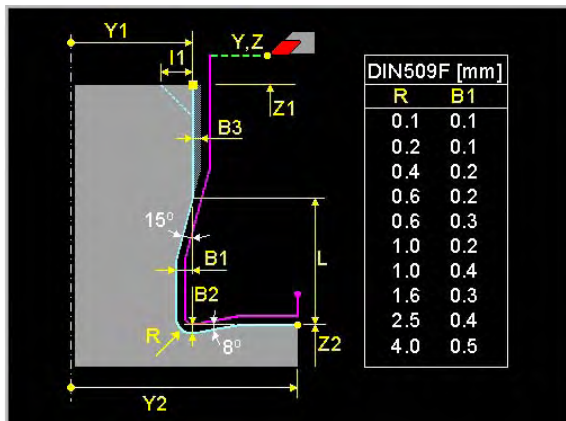 Y1
I1
Y,Z
Z1
B3
15°
B1
B2
L
R
8°
Z2
Y2
DIN509F [mm]
R B1
0.1 0.1
0.2 0.1
0.4 0.2
0.6 0.2
0.6 0.3
1.0 0.2
1.0 0.4
1.6 0.3
2.5 0.4
4.0 0.5